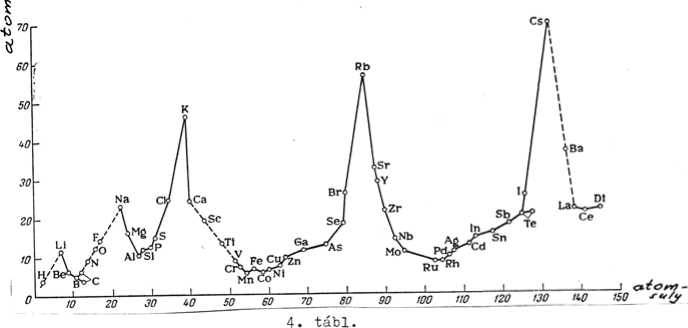 atom
70
60
50
40
30
20
10
0
Cs
Rb
K
Ba
Sr
Y
I
Br
Na
Cl
Ca
Zr
La
Ce
Di
Sb
Te
Se
Sc
Mg
S
P
F
O
Ti
Nb
In
Sn
Ga
As
Li
N
Al
Si
V
Fe
Cu
Zn
Mo
Pd
Ag
Cd
H
Be
B
C
Cr
Mn
Co
Ni
Ru
Rh
0 10 20 30 40 50 60 70 80 90 100 110 120 130 140 150
atom-
suly
4. tábl.